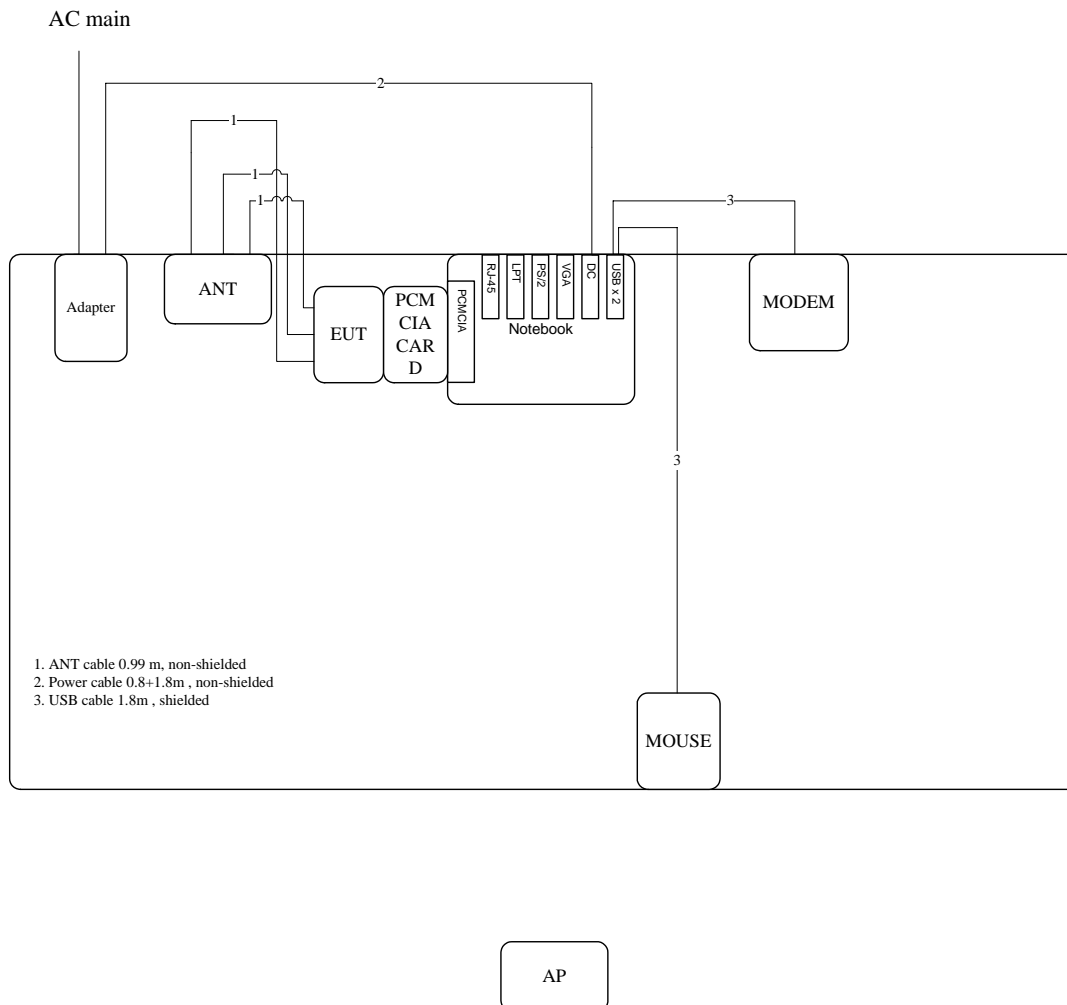 AC main
2
1
1
1
3
Adapter
ANT
EUT
PCM
CIA
CAR
D
PCMCIA
RJ-45
LPT
PS/2
VGA
DC
USB x 2
Notebook
MODEM
3
1. ANT cable 0.99 m, non-shielded
2. Power cable 0.8+1.8m , non-shielded
3. USB cable 1.8m , shielded
MOUSE
AP